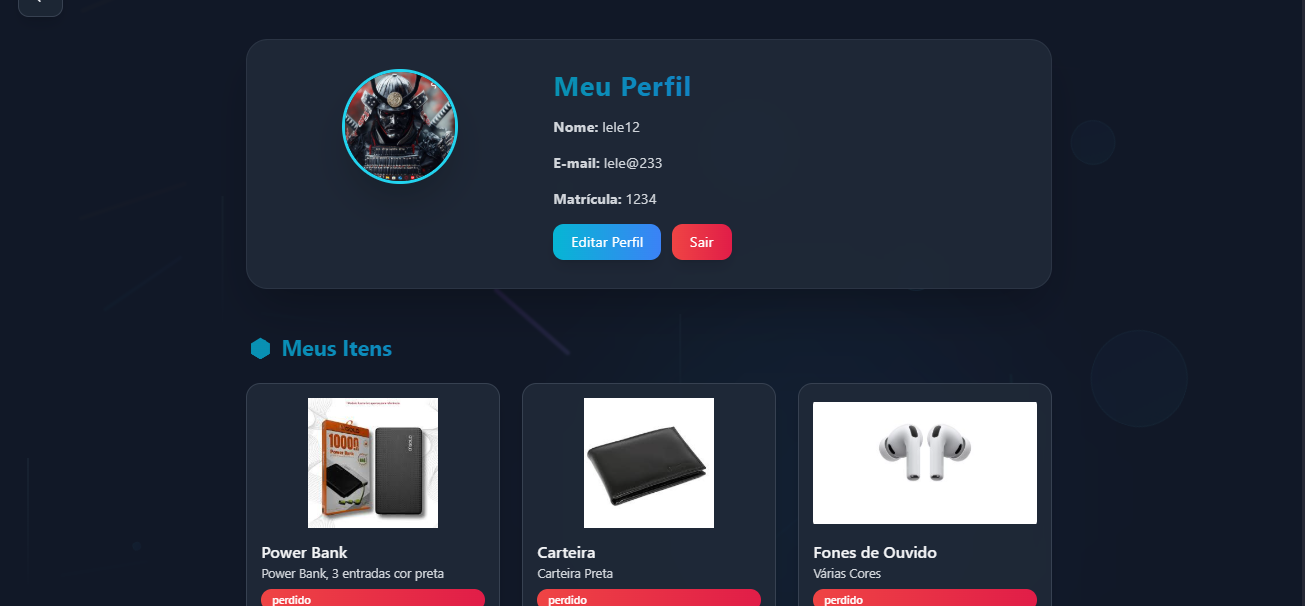 Meu Perfil
Nome: lele12
E-mail: lele@233
Matrícula: 1234
Editar Perfil
Sair
Meus Itens
10000
Power Bank
Power Bank
Carteira
Fones de Ouvido
Power Bank, 3 entradas cor preta
Carteira Preta
Várias Cores
perdido
perdido
perdido